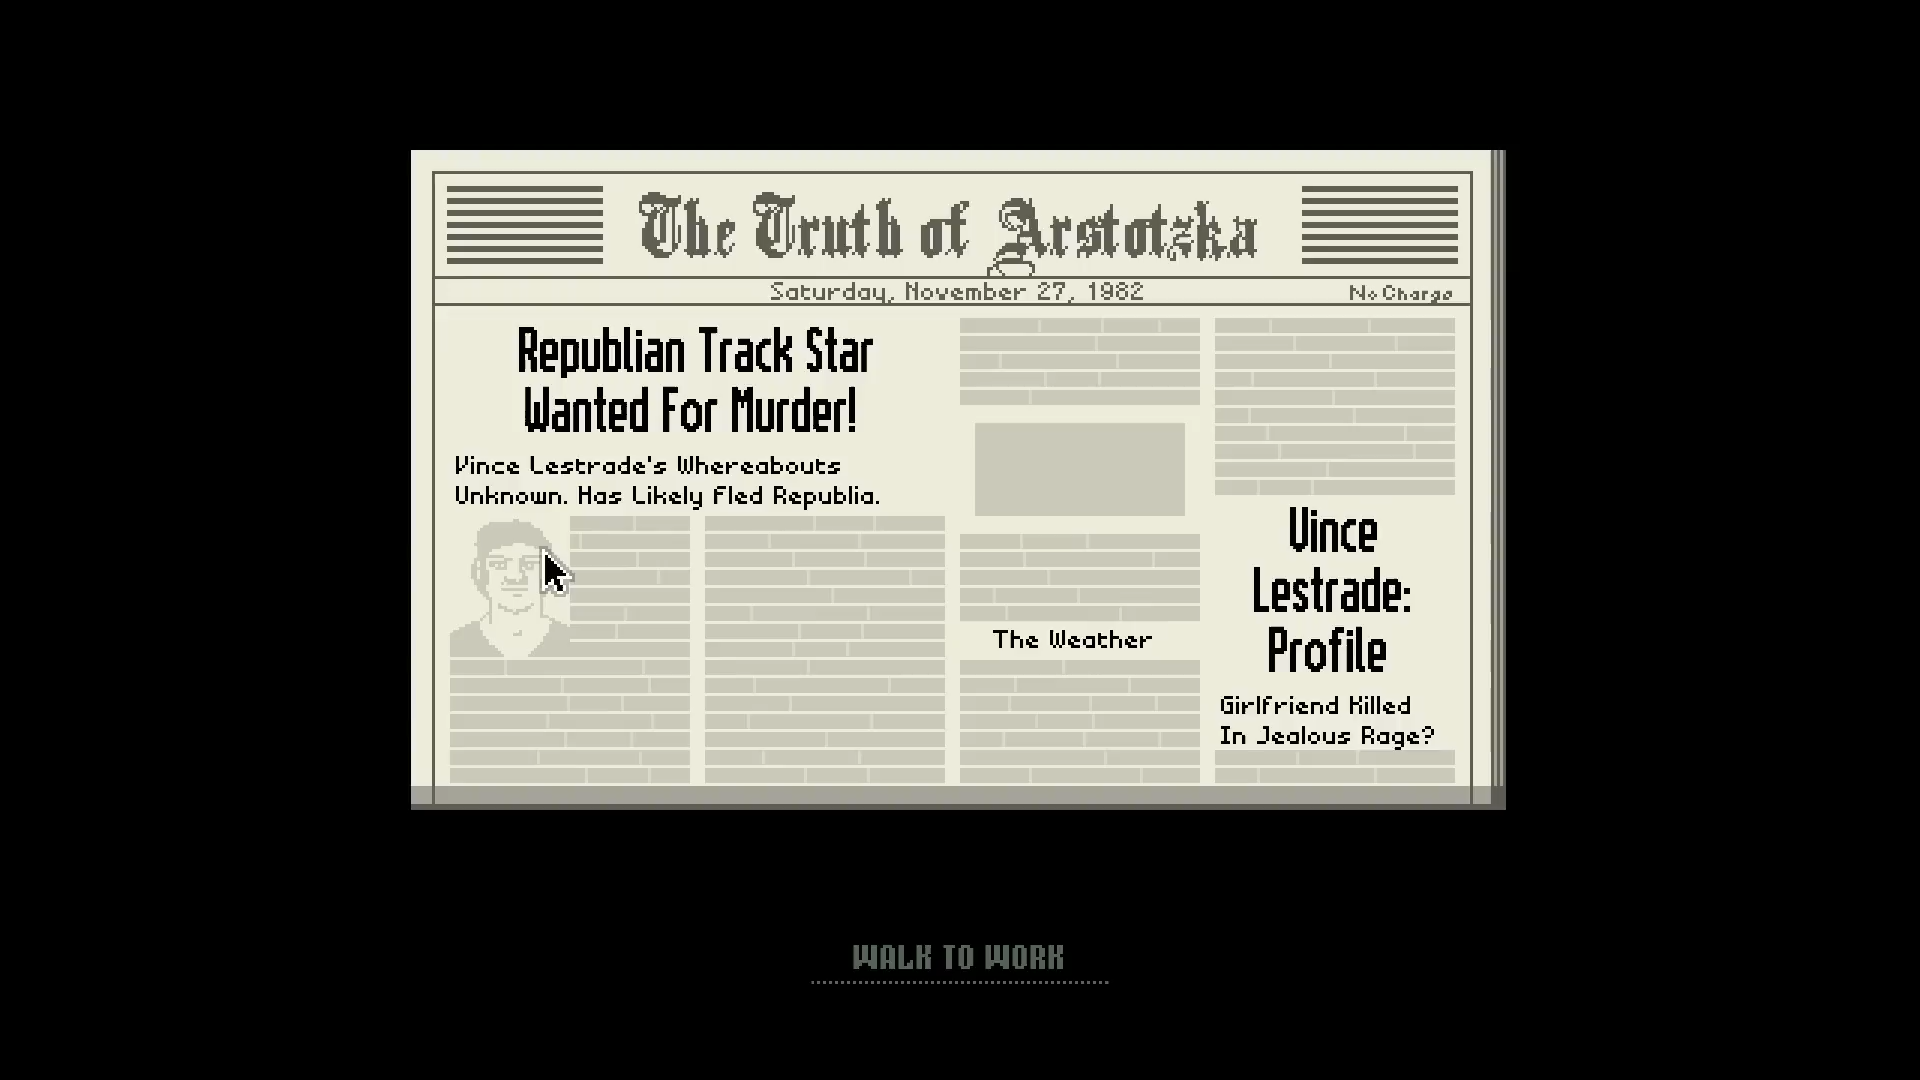 The Truth of Arstotzka
Saturday, November 27, 1982
No Charge
Republian Track Star
Wanted For Murder!
Vince Lestrade's Whereabouts
Unknown. Has Likely Fled Republia.
The Weather
Vince
Lestrade:
Profile
Girlfriend Killed
In Jealous Rage?
WALK TO WORK